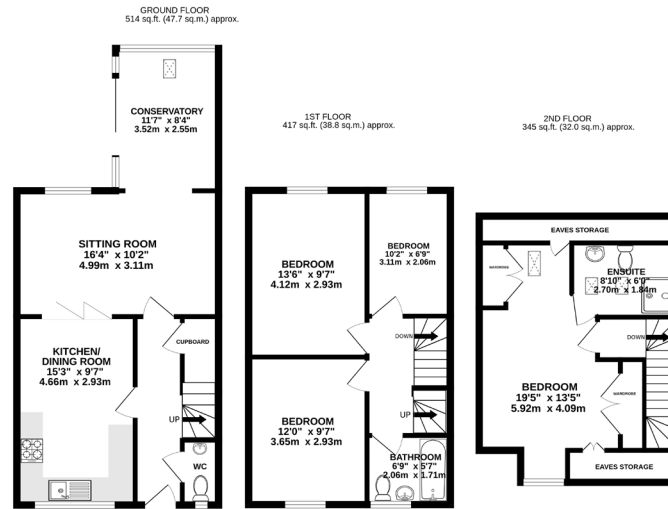 GROUND FLOOR
514 sq.ft. (47.7 sq.m.) approx.
CONSERVATORY
11'7" x 8'4"
3.52m x 2.55m
SITTING ROOM
16'4" x 10'2"
4.99m x 3.11m
CUPBOARD
KITCHEN/
DINING ROOM
15'3" x 9'7"
4.66m x 2.93m
UP
WC
1ST FLOOR
417 sq.ft. (38.8 sq.m.) approx.
BEDROOM
13'6" x 9'7"
4.12m x 2.93m
BEDROOM
10'2" x 6'9"
3.11m x 2.06m
DOWN
UP
BEDROOM
12'0" x 9'7"
3.65m x 2.93m
BATHROOM
6'9" x 5'7"
2.06m x 1.71m
2ND FLOOR
345 sq.ft. (32.0 sq.m.) approx.
EAVES STORAGE
WARDROBE
ENSUITE
8'10" x 6'0"
2.70m x 1.84m
DOWN
BEDROOM
19'5" x 13'5"
5.92m x 4.09m
WARDROBE
EAVES STORAGE